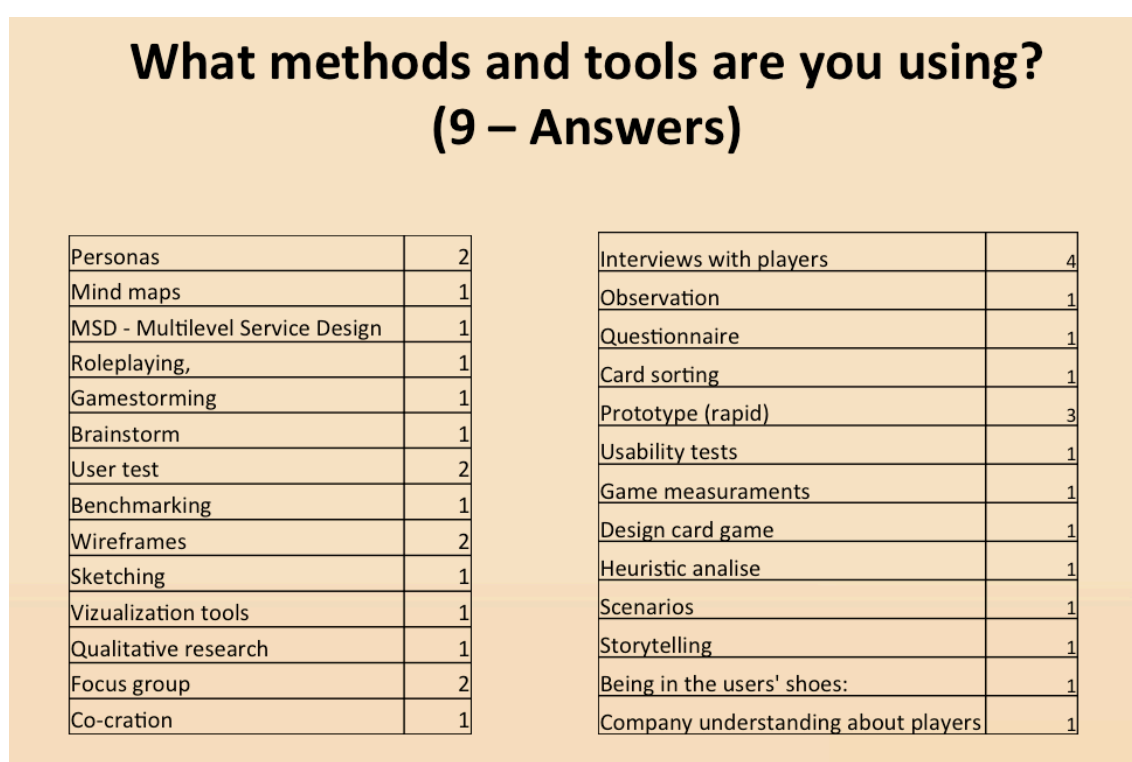 What methods and tools are you using?
(9 – Answers)
Personas 2
Mind maps 1
MSD - Multilevel Service Design 1
Roleplaying, 1
Gamestorming 1
Brainstorm 1
User test 2
Benchmarking 1
Wireframes 2
Sketching 1
Vizualization tools 1
Qualitative research 1
Focus group 2
Co-cration 1
Interviews with players 4
Observation 1
Questionnaire 1
Card sorting 1
Prototype (rapid) 3
Usability tests 1
Game measuraments 1
Design card game 1
Heuristic analise 1
Scenarios 1
Storytelling 1
Being in the users' shoes: 1
Company understanding about players 1